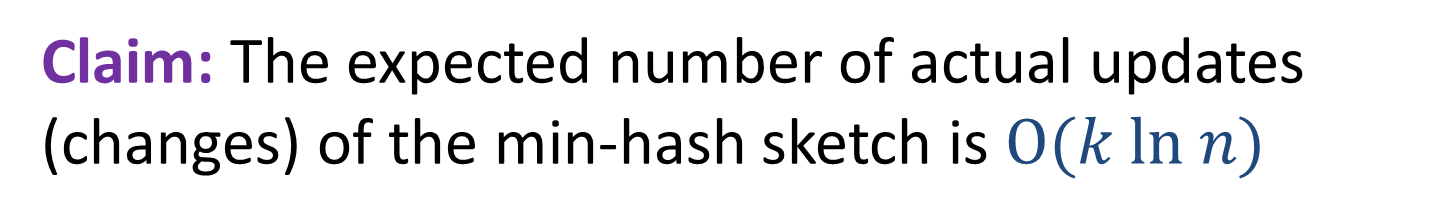 Claim: The expected number of actual updates
(changes) of the min-hash sketch is O(k ln n)